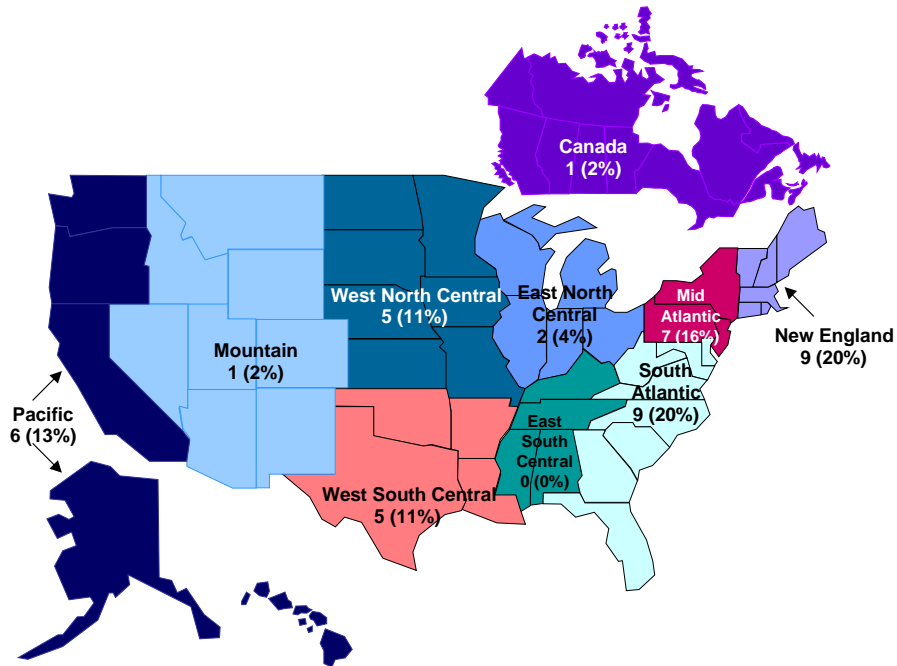 Canada
1 (2%)
West North Central
5 (11%)
East North
Central
2 (4%)
Mid
Atlantic
7 (16%)
New England
9 (20%)
Mountain
1 (2%)
South
Atlantic
9 (20%)
Pacific
6 (13%)
East
South
Central
0 (0%)
West South Central
5 (11%)